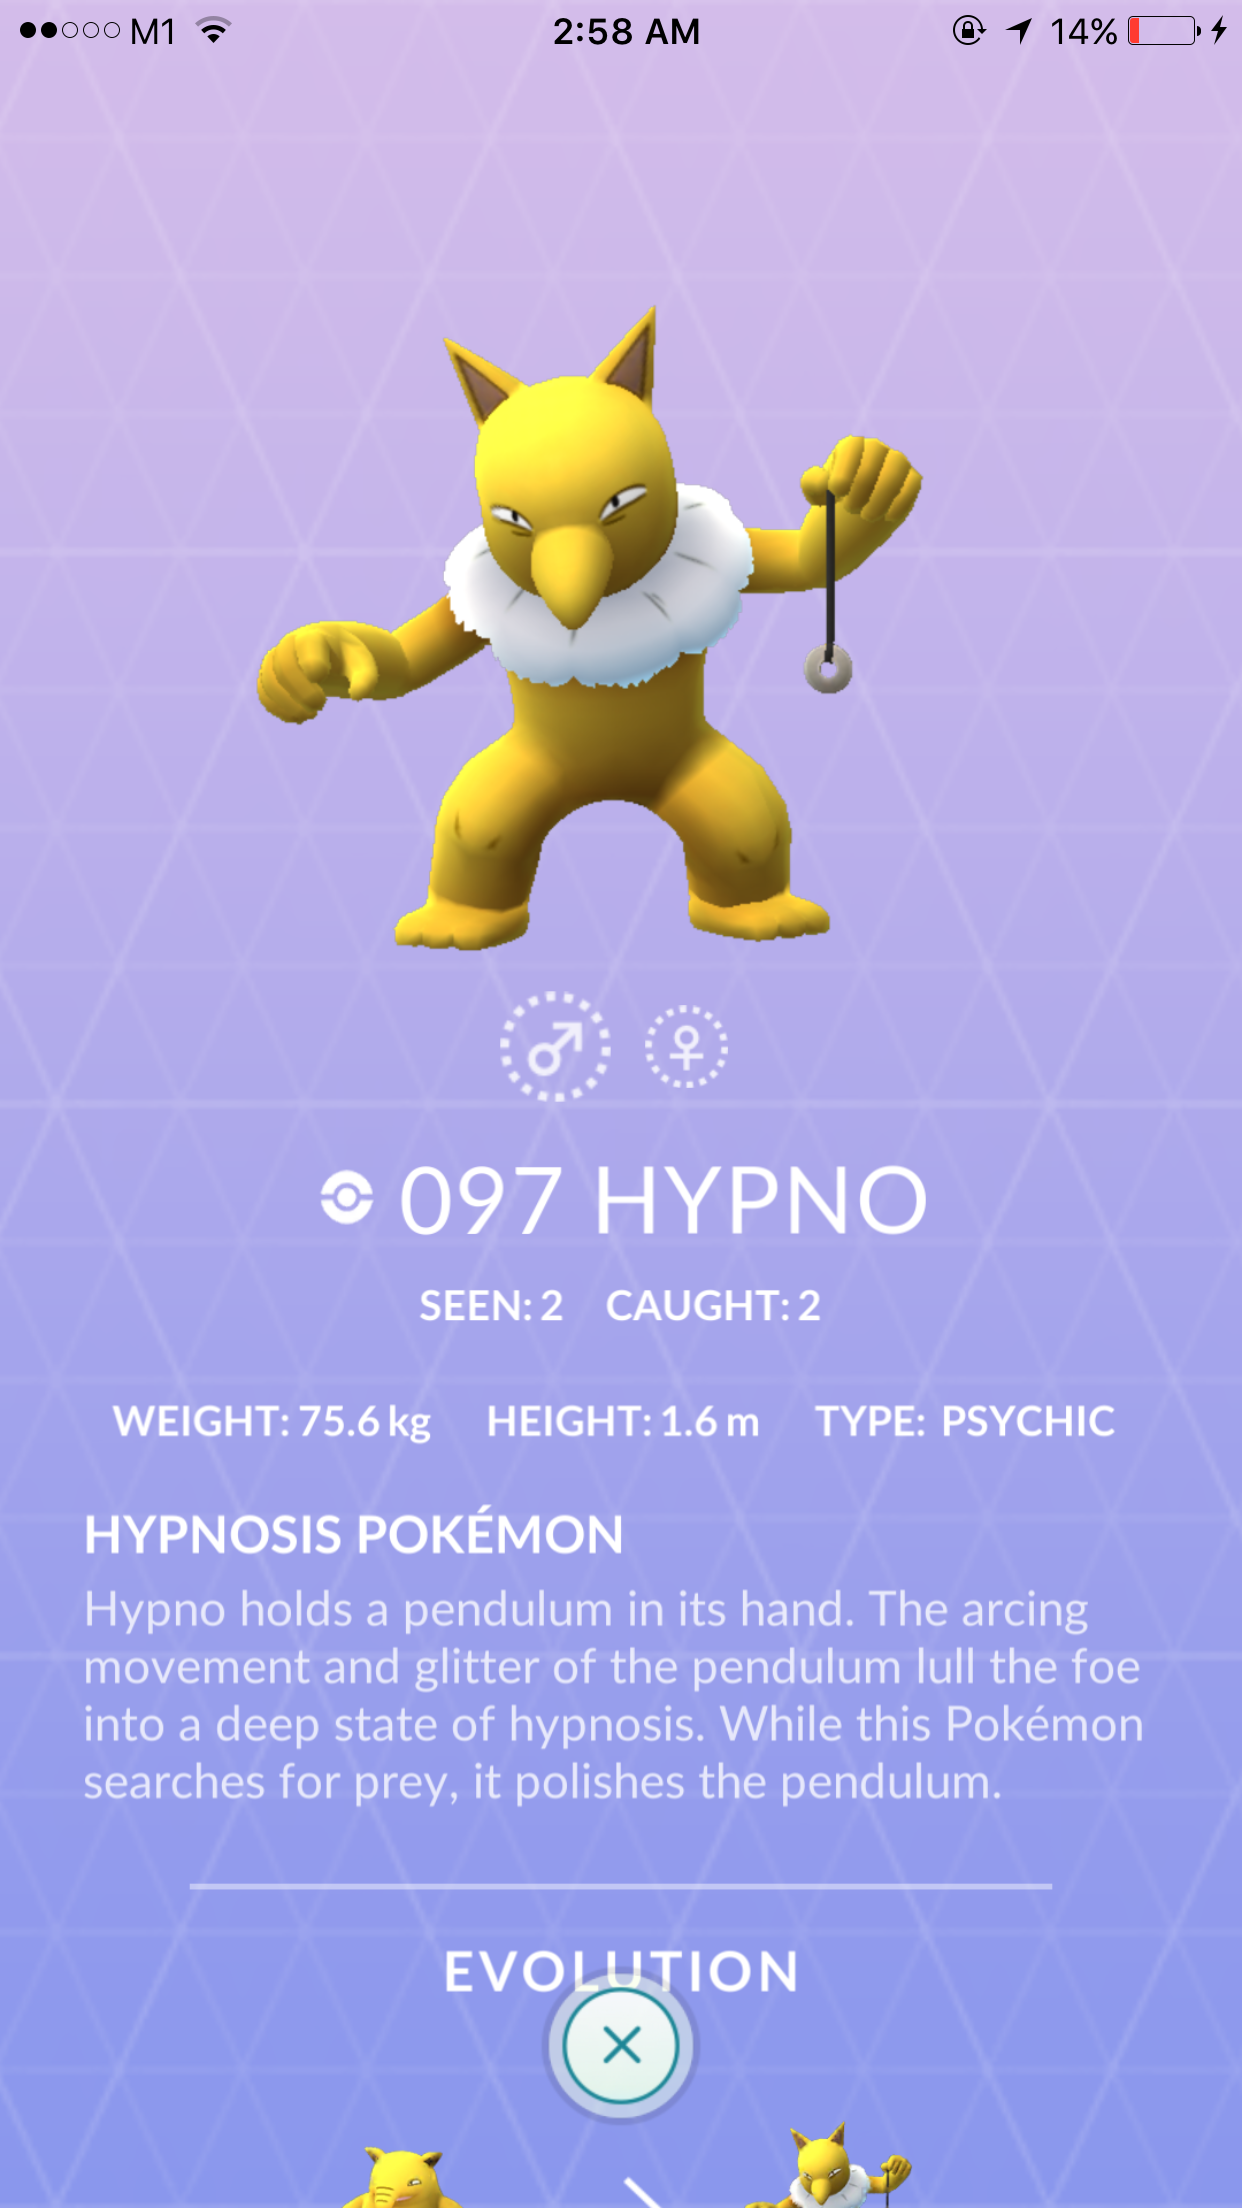 M1 2:58 AM 14%
097 HYPNO
SEEN: 2 CAUGHT: 2
WEIGHT: 75.6 kg HEIGHT: 1.6 m TYPE: PSYCHIC
HYPNOSIS POKÉMON
Hypno holds a pendulum in its hand. The arcing
movement and glitter of the pendulum lull the foe
into a deep state of hypnosis. While this Pokémon
searches for prey, it polishes the pendulum.
EVOLUTION